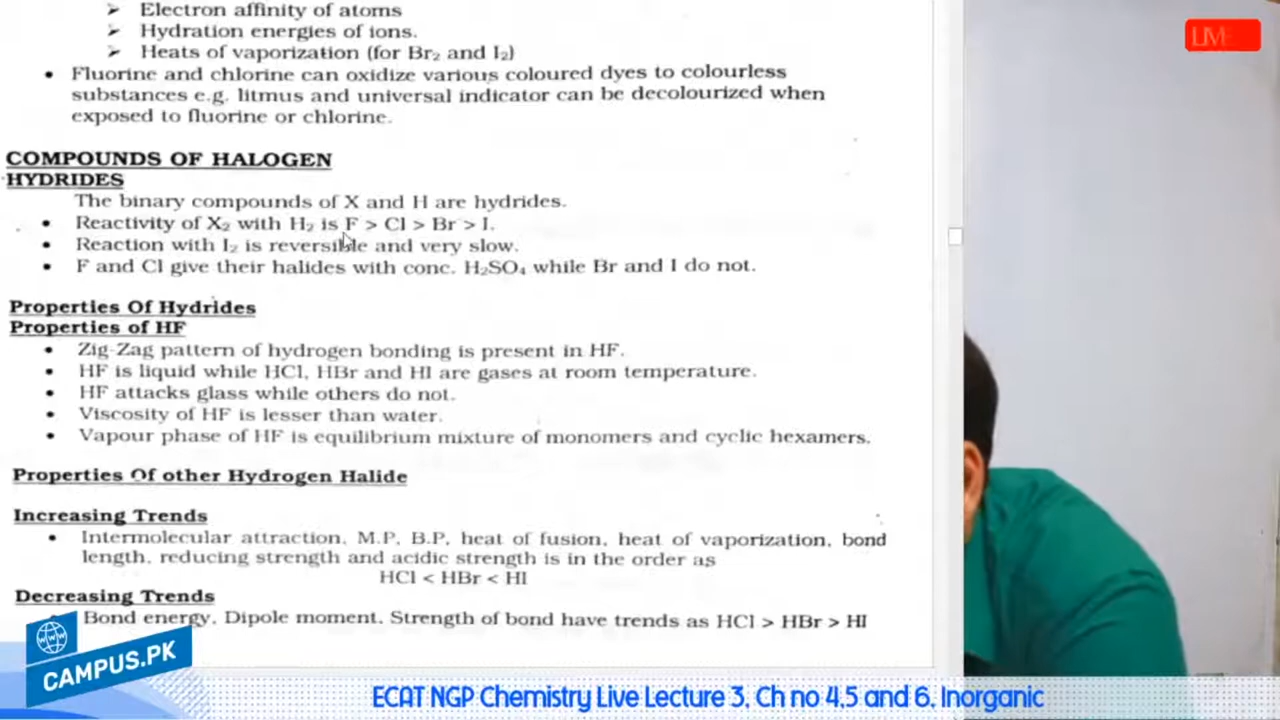 ➢ Electron affinity of atoms
➢ Hydration energies of ions.
➢ Heats of vaporization (for Br₂ and I₂)
• Fluorine and chlorine can oxidize various coloured dyes to colourless
substances e.g. litmus and universal indicator can be decolourized when
exposed to fluorine or chlorine.
COMPOUNDS OF HALOGEN
HYDRIDES
The binary compounds of X and H are hydrides.
• Reactivity of X₂ with H₂ is F > Cl > Br > I.
• Reaction with I₂ is reversible and very slow.
• F and Cl give their halides with conc. H₂SO₄ while Br and I do not.
Properties Of Hydrides
Properties of HF
• Zig-Zag pattern of hydrogen bonding is present in HF.
• HF is liquid while HCl, HBr and HI are gases at room temperature.
• HF attacks glass while others do not.
• Viscosity of HF is lesser than water.
• Vapour phase of HF is equilibrium mixture of monomers and cyclic hexamers.
Properties Of other Hydrogen Halide
Increasing Trends
• Intermolecular attraction, M.P, B.P, heat of fusion, heat of vaporization, bond
length, reducing strength and acidic strength is in the order as
HCl < HBr < HI
Decreasing Trends
Bond energy, Dipole moment, Strength of bond have trends as HCl > HBr > HI
LIVE
WWW
CAMPUS.PK
ECAT NGP Chemistry Live Lecture 3, Ch no 4,5 and 6, Inorganic